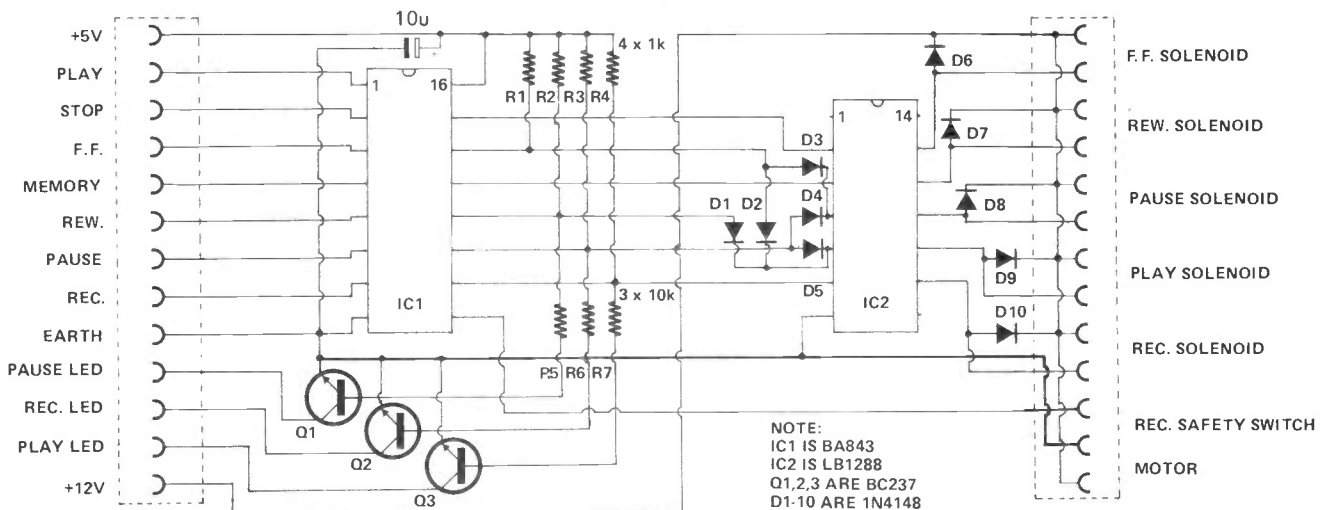 +5V
PLAY
STOP
F.F.
MEMORY
REW.
PAUSE
REC.
EARTH
PAUSE LED
REC. LED
PLAY LED
+12V
10u
+
1
16
IC1
4 x 1k
R1 R2 R3 R4
3 x 10k
R5 R6 R7
Q1
Q2
Q3
D1 D2
D3
D4
D5
1
14
IC2
D6
D7
D8
D9
D10
F.F. SOLENOID
REW. SOLENOID
PAUSE SOLENOID
PLAY SOLENOID
REC. SOLENOID
REC. SAFETY SWITCH
MOTOR
NOTE:
IC1 IS BA843
IC2 IS LB1288
Q1,2,3 ARE BC237
D1-10 ARE 1N4148